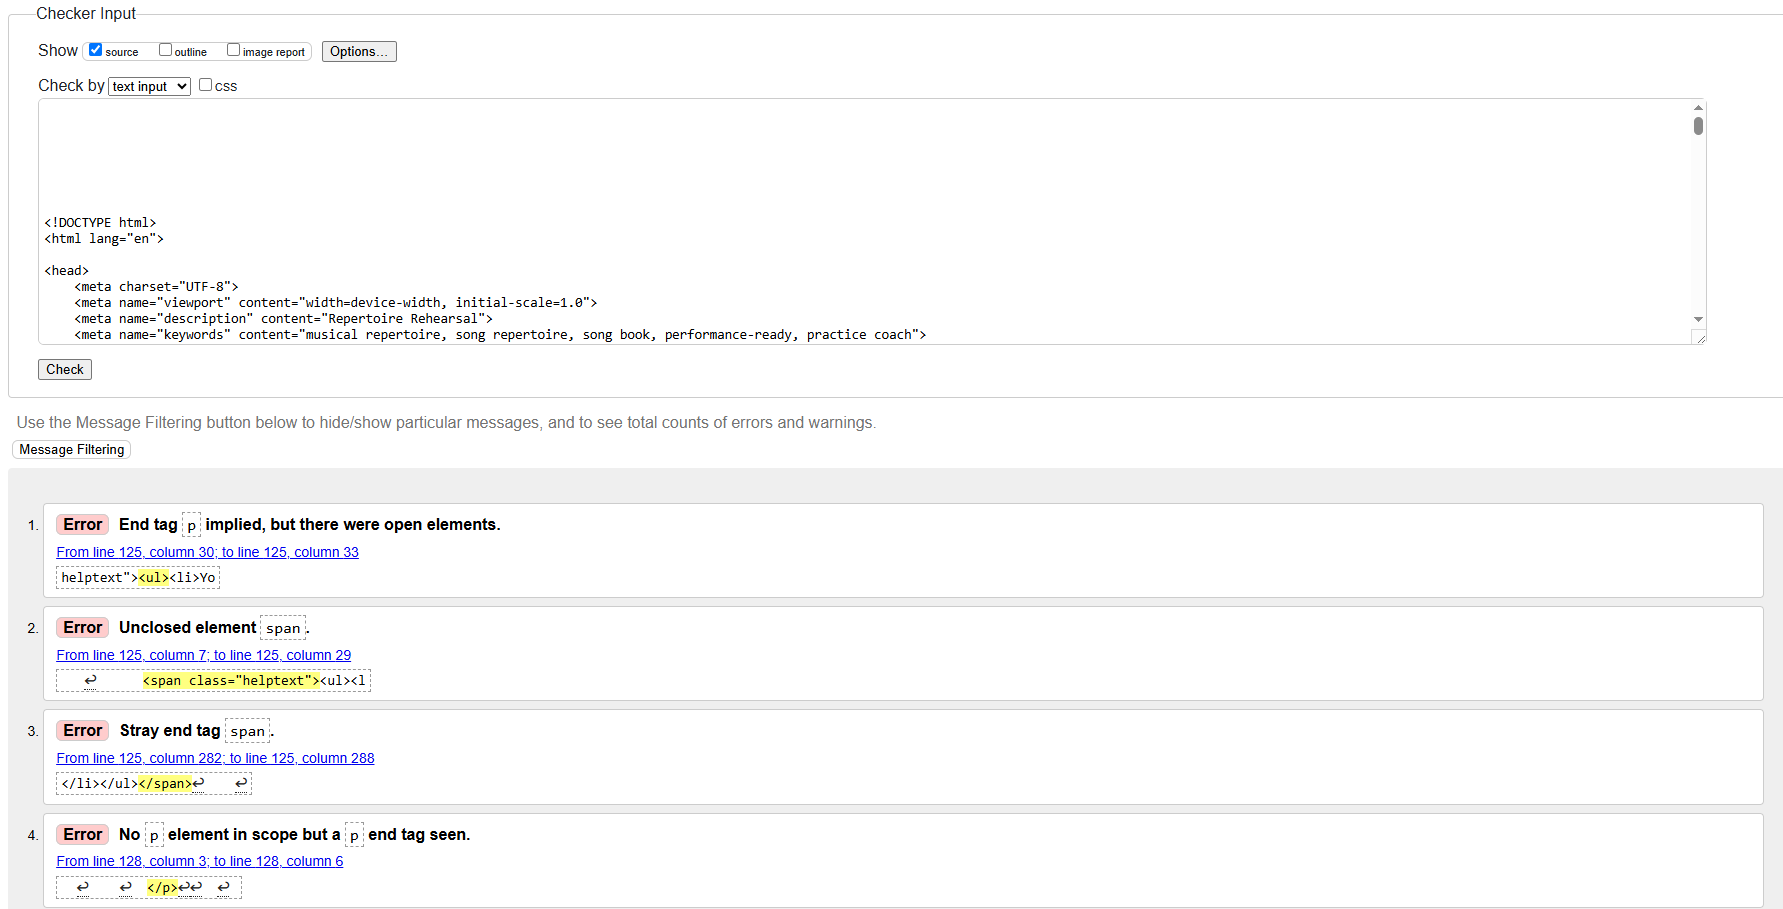 Checker Input
Show source outline image report Options...
Check by text input css
<!DOCTYPE html>
<html lang="en">
<head>
    <meta charset="UTF-8">
    <meta name="viewport" content="width=device-width, initial-scale=1.0">
    <meta name="description" content="Repertoire Rehearsal">
    <meta name="keywords" content="musical repertoire, song repertoire, song book, performance-ready, practice coach">
Check
Use the Message Filtering button below to hide/show particular messages, and to see total counts of errors and warnings.
Message Filtering
1. Error End tag p implied, but there were open elements.
From line 125, column 30; to line 125, column 33
helptext"><ul><li>Yo
2. Error Unclosed element span.
From line 125, column 7; to line 125, column 29
↩ <span class="helptext"><ul><l
3. Error Stray end tag span.
From line 125, column 282; to line 125, column 288
</li></ul></span>↩ ↩
4. Error No p element in scope but a p end tag seen.
From line 128, column 3; to line 128, column 6
↩ ↩ </p>↩↩ ↩